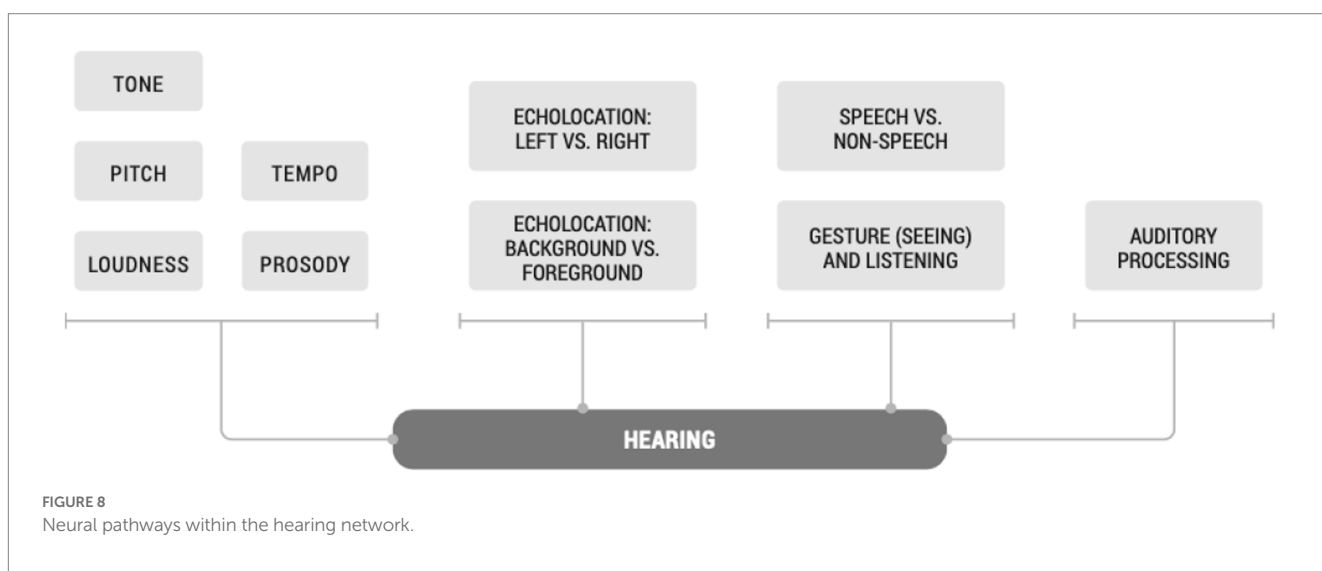 TONE
PITCH
TEMPO
LOUDNESS
PROSODY
ECHOLOCATION:
LEFT VS. RIGHT
ECHOLOCATION:
BACKGROUND VS.
FOREGROUND
SPEECH VS.
NON-SPEECH
GESTURE (SEEING)
AND LISTENING
AUDITORY
PROCESSING
HEARING
FIGURE 8
Neural pathways within the hearing network.